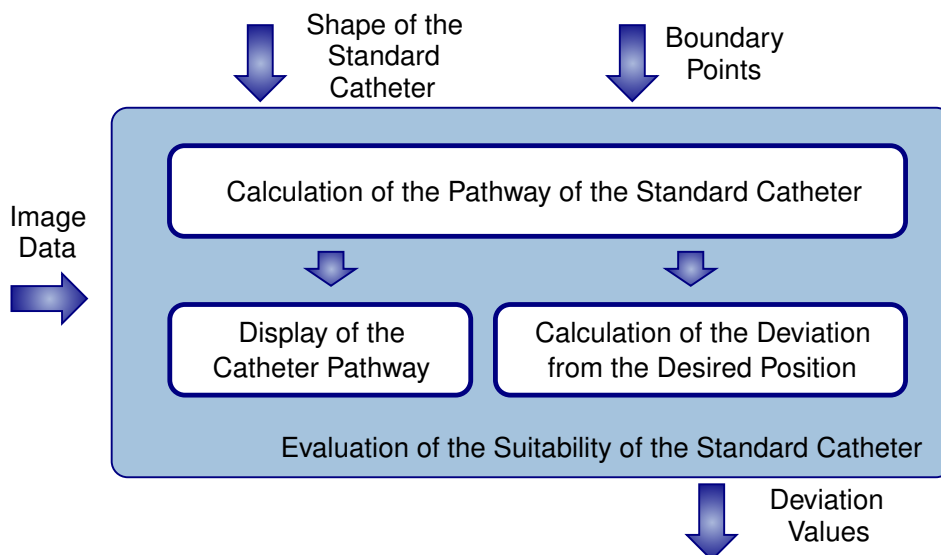 Shape of the
Standard
Catheter
Boundary
Points
Calculation of the Pathway of the Standard Catheter
Image
Data
Display of the
Catheter Pathway
Calculation of the Deviation
from the Desired Position
Evaluation of the Suitability of the Standard Catheter
Deviation
Values